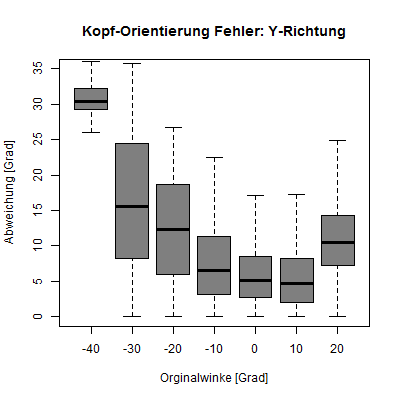 Kopf-Orientierung Fehler: Y-Richtung
Abweichung [Grad]
35
30
25
20
15
10
5
0
-40 -30 -20 -10 0 10 20
Orginalwinke [Grad]